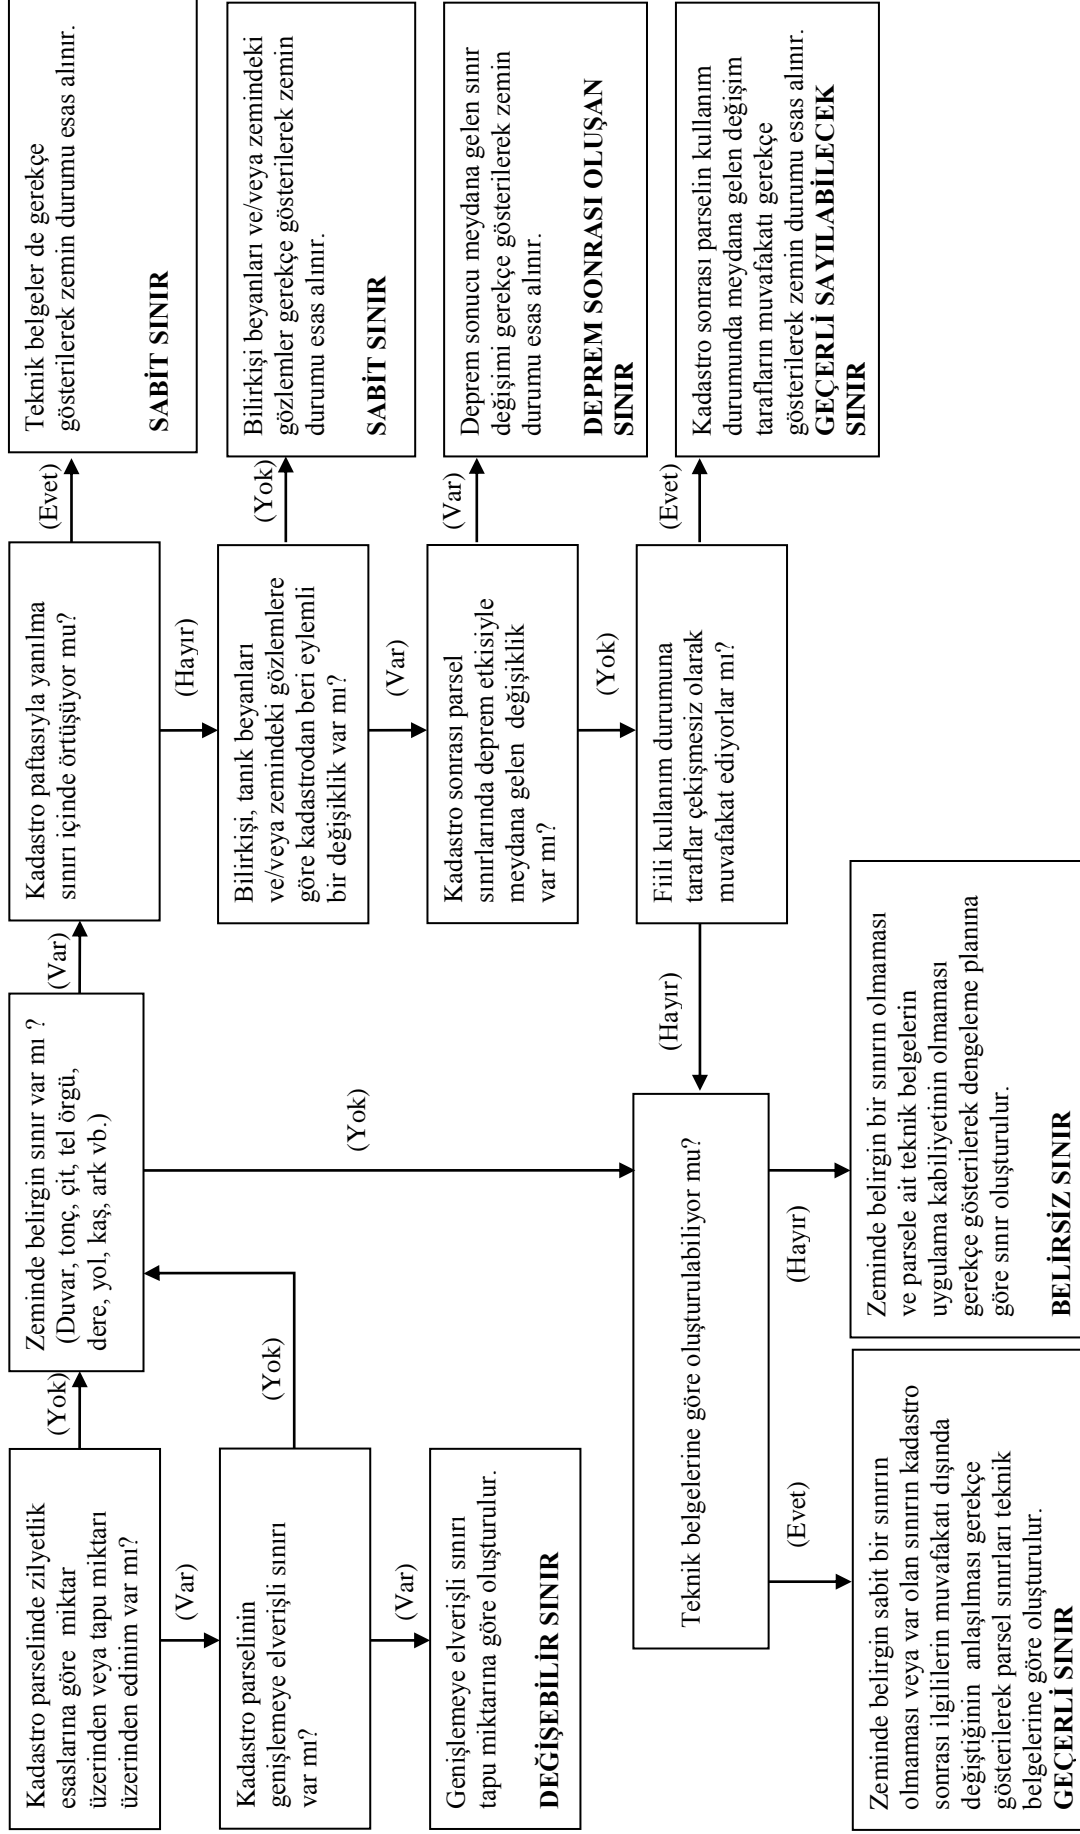 Kadastro parselinde zilyetlik
esaslarına göre miktar
üzerinden veya tapu miktarı
üzerinden edinim var mı?
(Yok)
(Var)
Kadastro parselinin
genişlemeye elverişli sınırı
var mı?
(Yok)
(Var)
Genişlemeye elverişli sınırı
tapu miktarına göre oluşturulur.
DEĞİŞEBİLİR SINIR
Zeminde belirgin sınır var mı ?
(Duvar, tonç, çit, tel örgü,
dere, yol, kaş, ark vb.)
(Var)
(Yok)
Kadastro paftasıyla yanılma
sınırı içinde örtüşüyor mu?
(Evet)
(Hayır)
Teknik belgeler de gerekçe
gösterilerek zemin durumu esas alınır.
SABİT SINIR
Bilirkişi, tanık beyanları
ve/veya zemindeki gözlemlere
göre kadastrodan beri eylemli
bir değişiklik var mı?
(Yok)
(Var)
Bilirkişi beyanları ve/veya zemindeki
gözlemler gerekçe gösterilerek zemin
durumu esas alınır.
SABİT SINIR
Kadastro sonrası parsel
sınırlarında deprem etkisiyle
meydana gelen değişiklik
var mı?
(Var)
(Yok)
Deprem sonucu meydana gelen sınır
değişimi gerekçe gösterilerek zemin
durumu esas alınır.
DEPREM SONRASI OLUŞAN
SINIR
Fiili kullanım durumuna
taraflar çekişmesiz olarak
muvafakat ediyorlar mı?
(Evet)
(Hayır)
Kadastro sonrası parselin kullanım
durumunda meydana gelen değişim
tarafların muvafakatı gerekçe
gösterilerek zemin durumu esas alınır.
GEÇERLİ SAYILABİLECEK
SINIR
Teknik belgelerine göre oluşturulabiliyor mu?
(Evet)
(Hayır)
Zeminde belirgin sabit bir sınırın
olmaması veya var olan sınırın kadastro
sonrası ilgililerin muvafakatı dışında
değiştiğinin anlaşılması gerekçe
gösterilerek parsel sınırları teknik
belgelerine göre oluşturulur.
GEÇERLİ SINIR
Zeminde belirgin bir sınırın olmaması
ve parsele ait teknik belgelerin
uygulama kabiliyetinin olmaması
gerekçe gösterilerek dengeleme planına
göre sınır oluşturulur.
BELİRSİZ SINIR